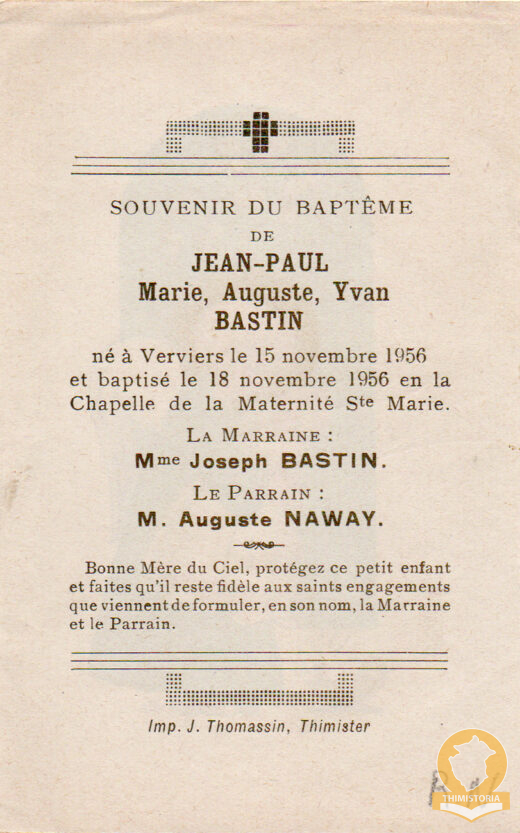 SOUVENIR DU BAPTÊME
DE
JEAN-PAUL
Marie, Auguste, Yvan
BASTIN
né à Verviers le 15 novembre 1956
et baptisé le 18 novembre 1956 en la
Chapelle de la Maternité Ste Marie.
LA MARRAINE :
Mme Joseph BASTIN.
LE PARRAIN :
M. Auguste NAWAY.
Bonne Mère du Ciel, protégez ce petit enfant
et faites qu'il reste fidèle aux saints engagements
que viennent de formuler, en son nom, la Marraine
et le Parrain.
Imp. J. Thomassin, Thimister
THIMISTORIA